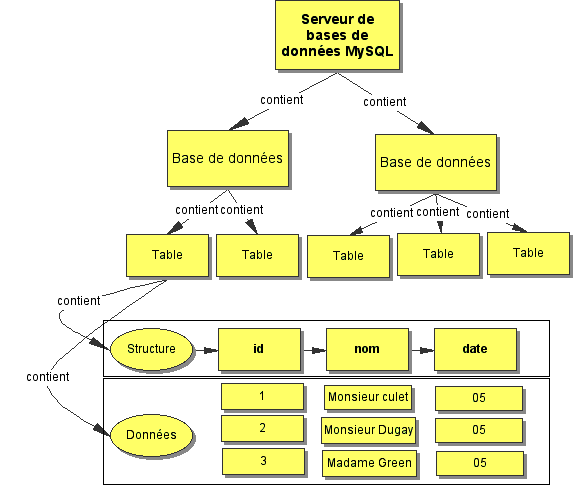 Serveur de
bases de
données MySQL
contient
contient
Base de données
Base de données
contient
contient
contient
contient
contient
Table
Table
Table
Table
Table
contient
Structure
id
nom
date
contient
Données
1
Monsieur culet
05
2
Monsieur Dugay
05
3
Madame Green
05